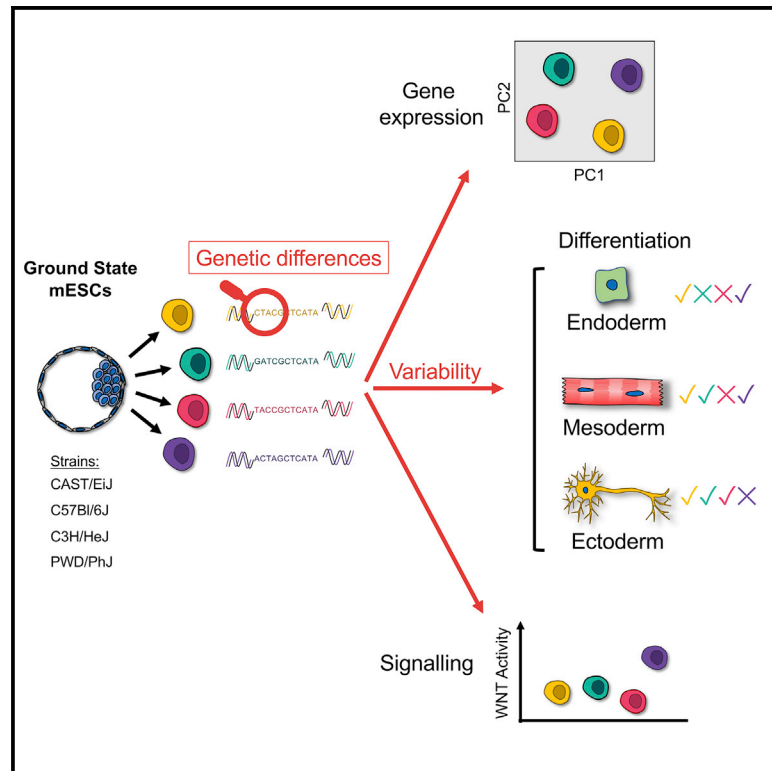 Gene
expression
PC2
PC1
Ground State
mESCs
Genetic differences
CTACGCTCATA
GATCGCTCATA
TACCGCTCATA
ACTAGCTCATA
Strains:
CAST/EiJ
C57Bl/6J
C3H/HeJ
PWD/PhJ
Variability
Differentiation
Endoderm
Mesoderm
Ectoderm
Signalling
WNT Activity